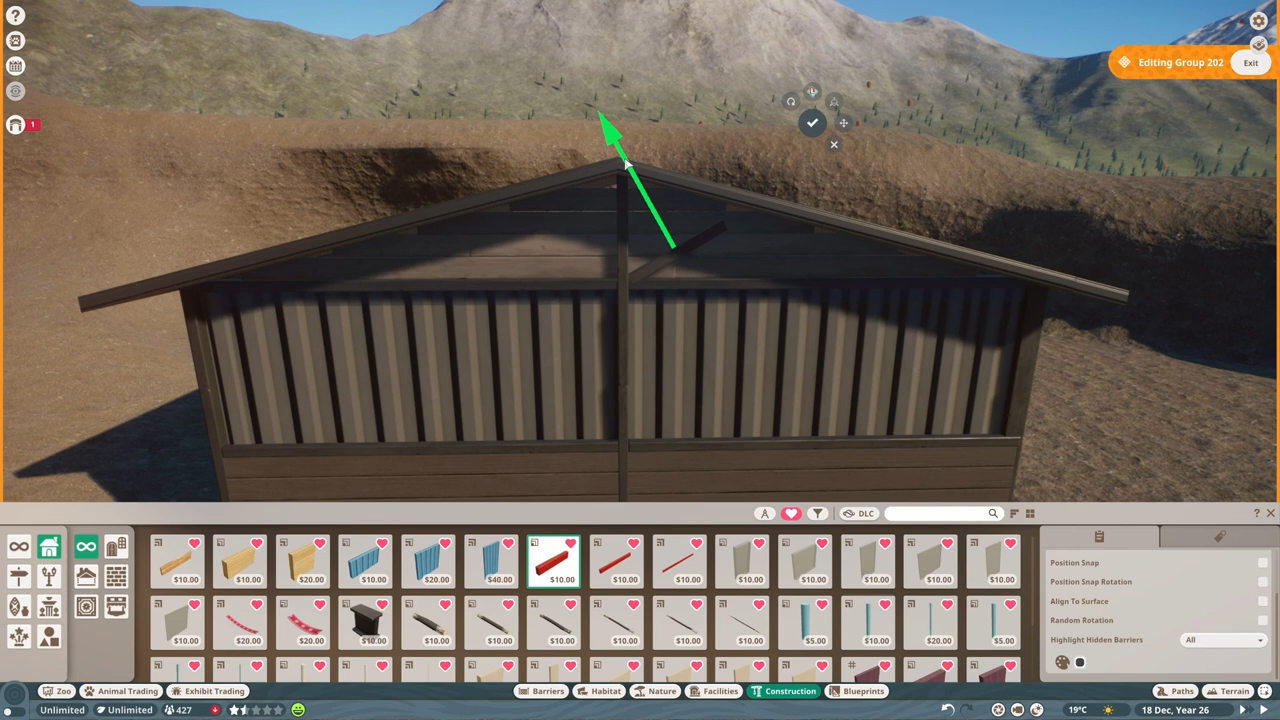 ?
Editing Group 202
Exit
1
DLC
? ×
∞ ∞
$10.00 $10.00 $20.00 $10.00 $20.00 $40.00 $10.00 $10.00 $10.00 $10.00 $10.00 $10.00 $10.00 $10.00
$10.00 $20.00 $20.00 $10.00 $10.00 $10.00 $10.00 $10.00 $10.00 $10.00 $5.00 $10.00 $20.00 $5.00
Position Snap
Position Snap Rotation
Align To Surface
Random Rotation
Highlight Hidden Barriers All
Zoo Animal Trading Exhibit Trading Barriers Habitat Nature Facilities Construction Blueprints Paths Terrain
Unlimited Unlimited 427 19°C 18 Dec, Year 26